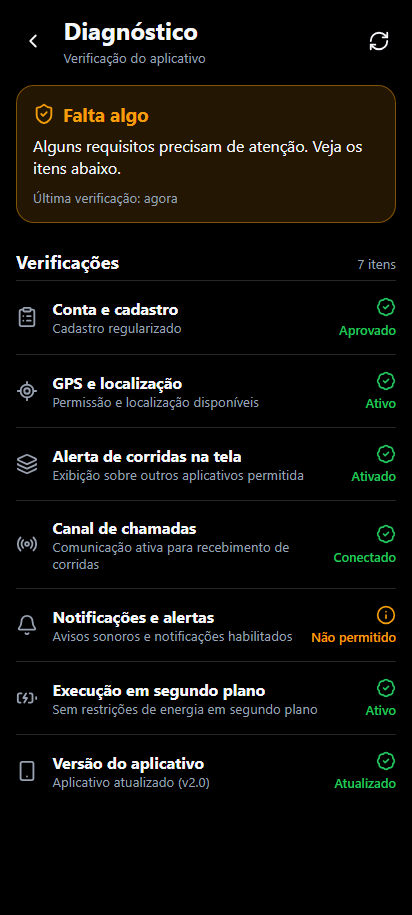 Diagnóstico
Verificação do aplicativo
Falta algo
Alguns requisitos precisam de atenção. Veja os
itens abaixo.
Última verificação: agora
Verificações
7 itens
Conta e cadastro
Cadastro regularizado
Aprovado
GPS e localização
Permissão e localização disponíveis
Ativo
Alerta de corridas na tela
Exibição sobre outros aplicativos permitida
Ativado
Canal de chamadas
Comunicação ativa para recebimento de
corridas
Conectado
Notificações e alertas
Avisos sonoros e notificações habilitados
Não permitido
Execução em segundo plano
Sem restrições de energia em segundo plano
Ativo
Versão do aplicativo
Aplicativo atualizado (v2.0)
Atualizado